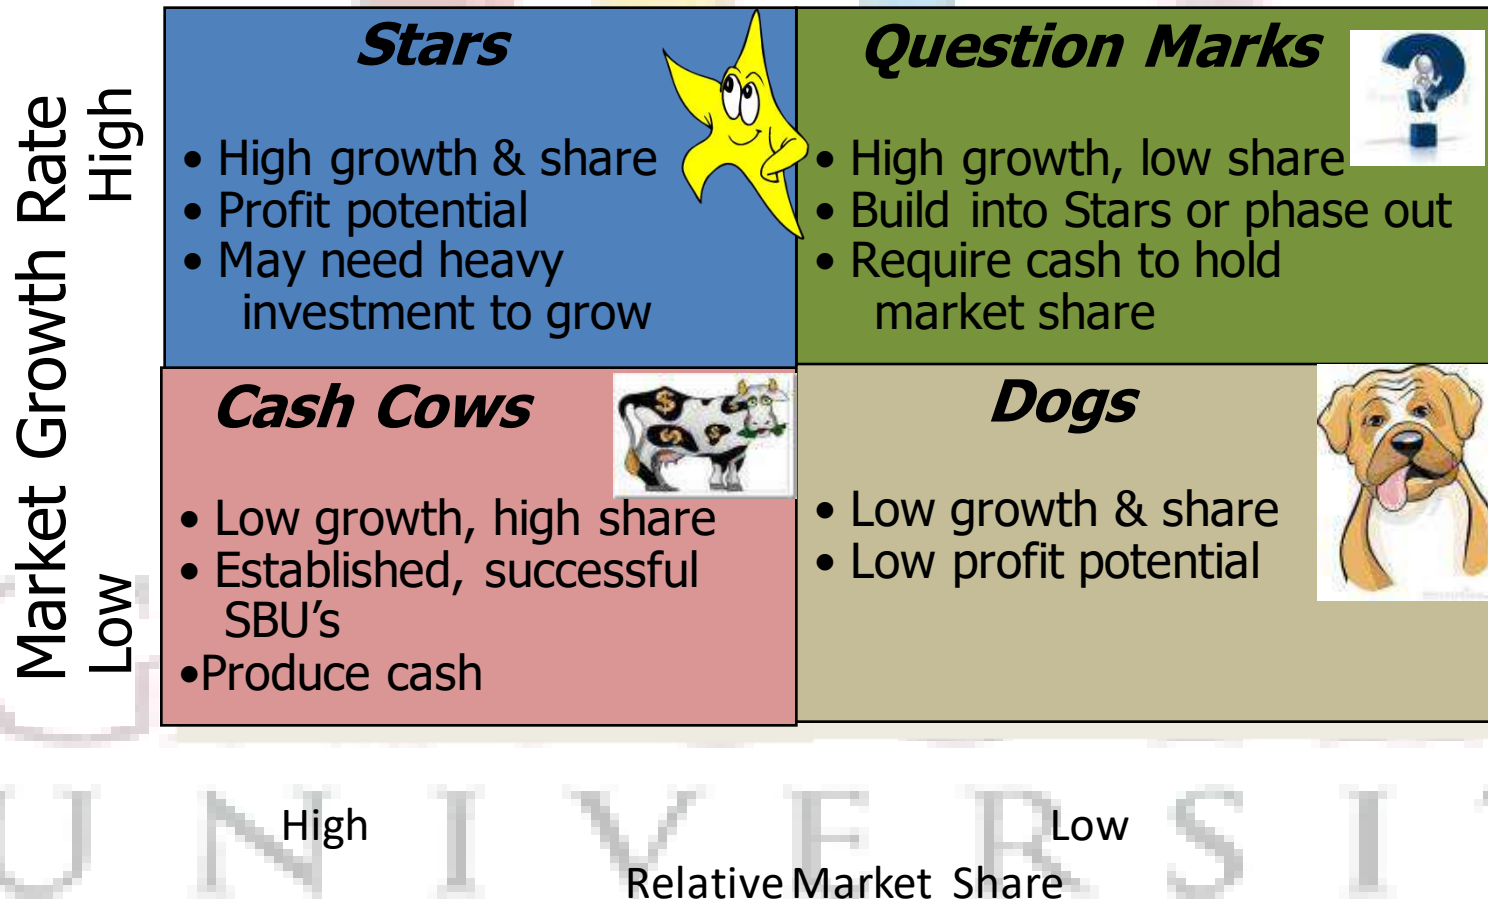 Stars
• High growth & share
• Profit potential
• May need heavy
investment to grow
Question Marks
• High growth, low share
• Build into Stars or phase out
• Require cash to hold
market share
Cash Cows
• Low growth, high share
• Established, successful
SBU’s
•Produce cash
Dogs
• Low growth & share
• Low profit potential
Market Growth Rate
High
Low
High
Low
Relative Market Share
UNIVERSI